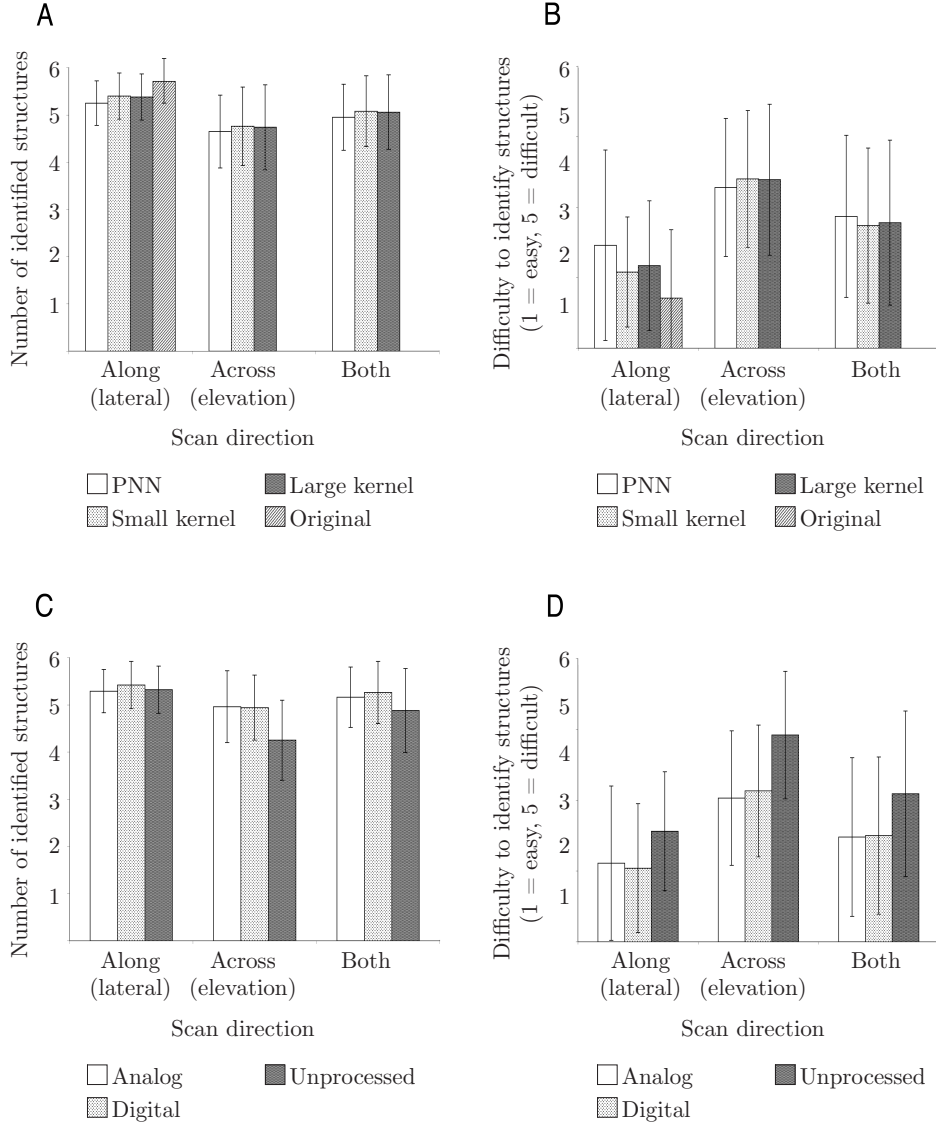 A
Number of identified structures
6
5
4
3
2
1
Along
(lateral)
Across
(elevation)
Both
Scan direction
PNN
Large kernel
Small kernel
Original
B
Difficulty to identify structures
(1 = easy, 5 = difficult)
6
5
4
3
2
1
Along
(lateral)
Across
(elevation)
Both
Scan direction
PNN
Large kernel
Small kernel
Original
C
Number of identified structures
6
5
4
3
2
1
Along
(lateral)
Across
(elevation)
Both
Scan direction
Analog
Unprocessed
Digital
D
Difficulty to identify structures
(1 = easy, 5 = difficult)
6
5
4
3
2
1
Along
(lateral)
Across
(elevation)
Both
Scan direction
Analog
Unprocessed
Digital